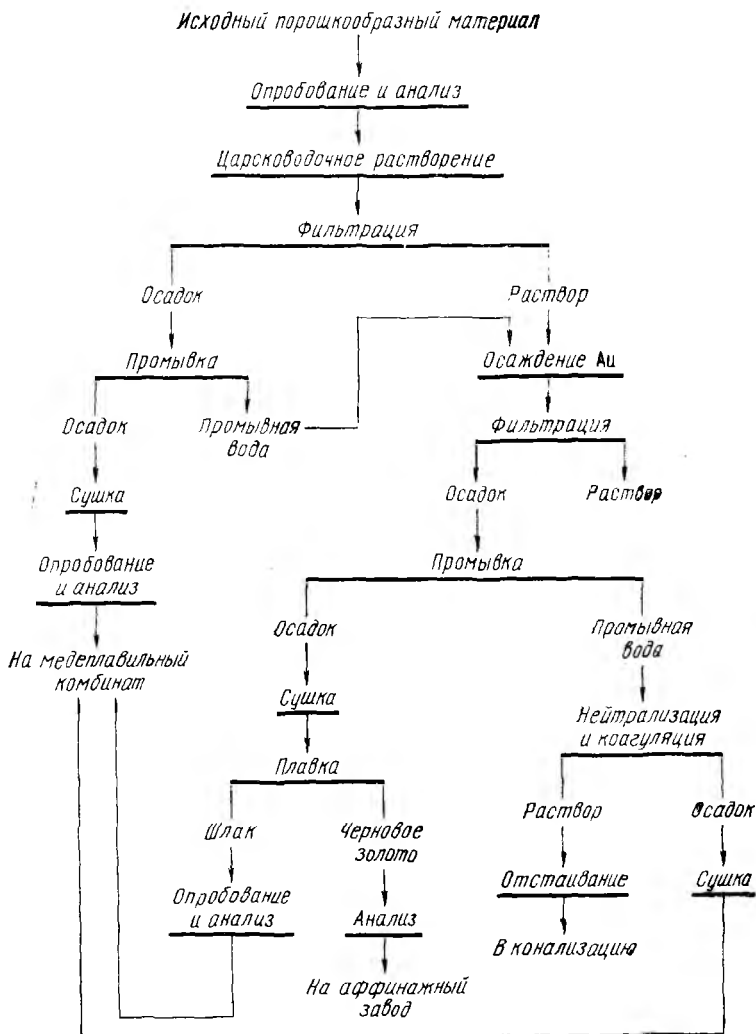 Исходный порошкообразный материал
Опробование и анализ
Царсководочное растворение
Фильтрация
Осадок
Раствор
Промывка
Осаждение Au
Осадок
Промывная
вода
Фильтрация
Сушка
Осадок
Раствор
Опробование
и анализ
Промывка
На медеплавильный
комбинат
Осадок
Промывная
вода
Сушка
Нейтрализация
и коагуляция
Плавка
Шлак
Черновое
золото
Раствор
Осадок
Опробование
и анализ
Анализ
Отстаивание
Сушка
На аффинажный
завод
В конализацию